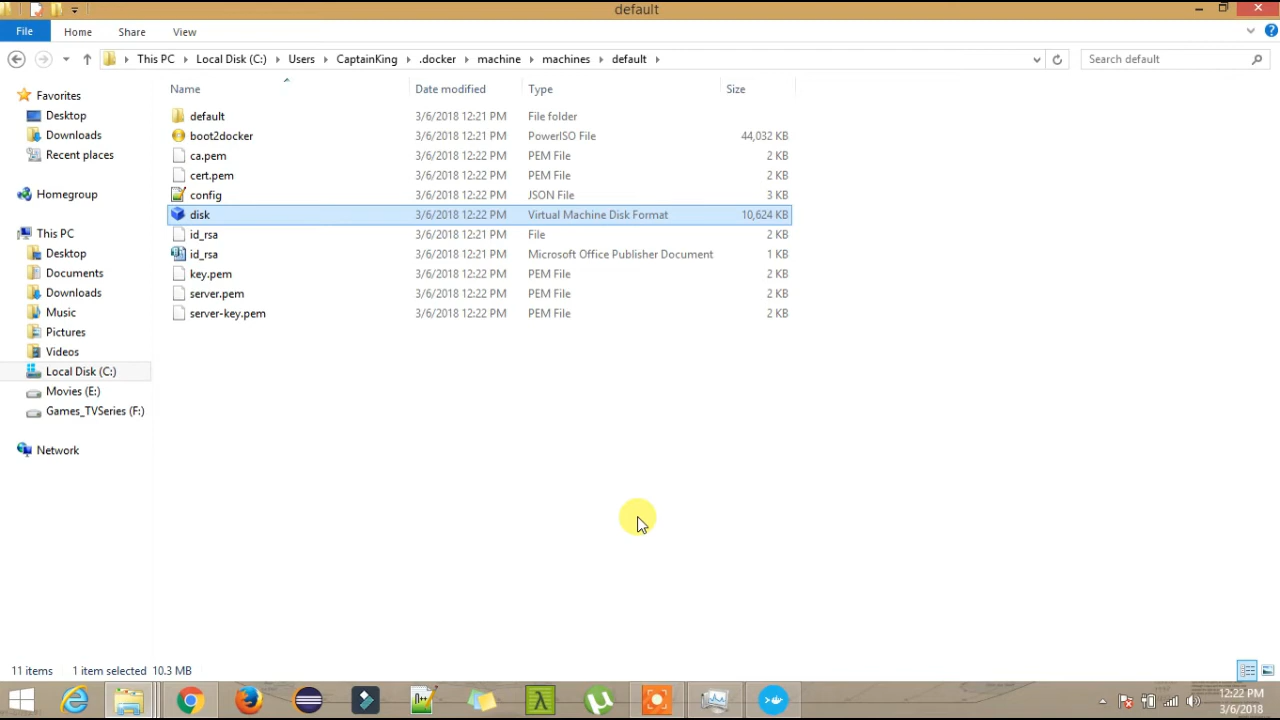 default
File Home Share View
This PC Local Disk (C:) Users CaptainKing .docker machine machines default
Search default
Name Date modified Type Size
Favorites
Desktop
Downloads
Recent places
Homegroup
This PC
Desktop
Documents
Downloads
Music
Pictures
Videos
Local Disk (C:)
Movies (E:)
Games_TVSeries (F:)
Network
default 3/6/2018 12:21 PM File folder
boot2docker 3/6/2018 12:21 PM PowerISO File 44,032 KB
ca.pem 3/6/2018 12:22 PM PEM File 2 KB
cert.pem 3/6/2018 12:22 PM PEM File 2 KB
config 3/6/2018 12:22 PM JSON File 3 KB
disk 3/6/2018 12:22 PM Virtual Machine Disk Format 10,624 KB
id_rsa 3/6/2018 12:21 PM File 2 KB
id_rsa 3/6/2018 12:21 PM Microsoft Office Publisher Document 1 KB
key.pem 3/6/2018 12:22 PM PEM File 2 KB
server.pem 3/6/2018 12:22 PM PEM File 2 KB
server-key.pem 3/6/2018 12:22 PM PEM File 2 KB
11 items 1 item selected 10.3 MB
12:22 PM
3/6/2018